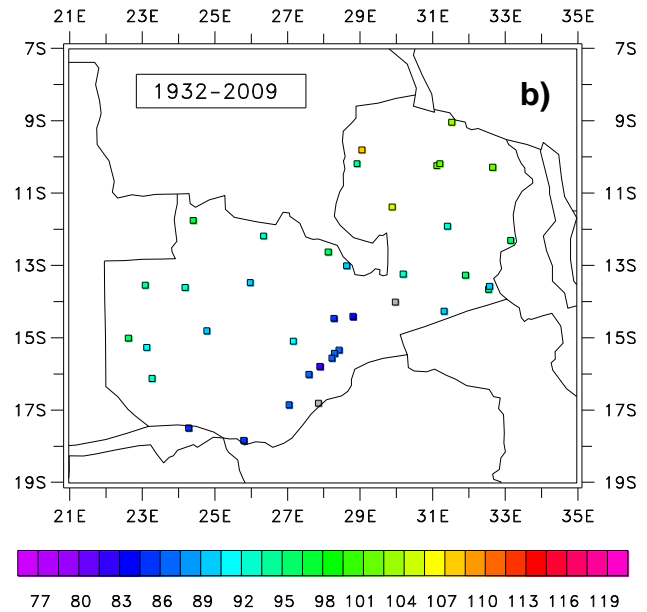 21E 23E 25E 27E 29E 31E 33E 35E
7S 7S
1932-2009 b)
9S 9S
11S 11S
13S 13S
15S 15S
17S 17S
19S 19S
21E 23E 25E 27E 29E 31E 33E 35E
77 80 83 86 89 92 95 98 101 104 107 110 113 116 119